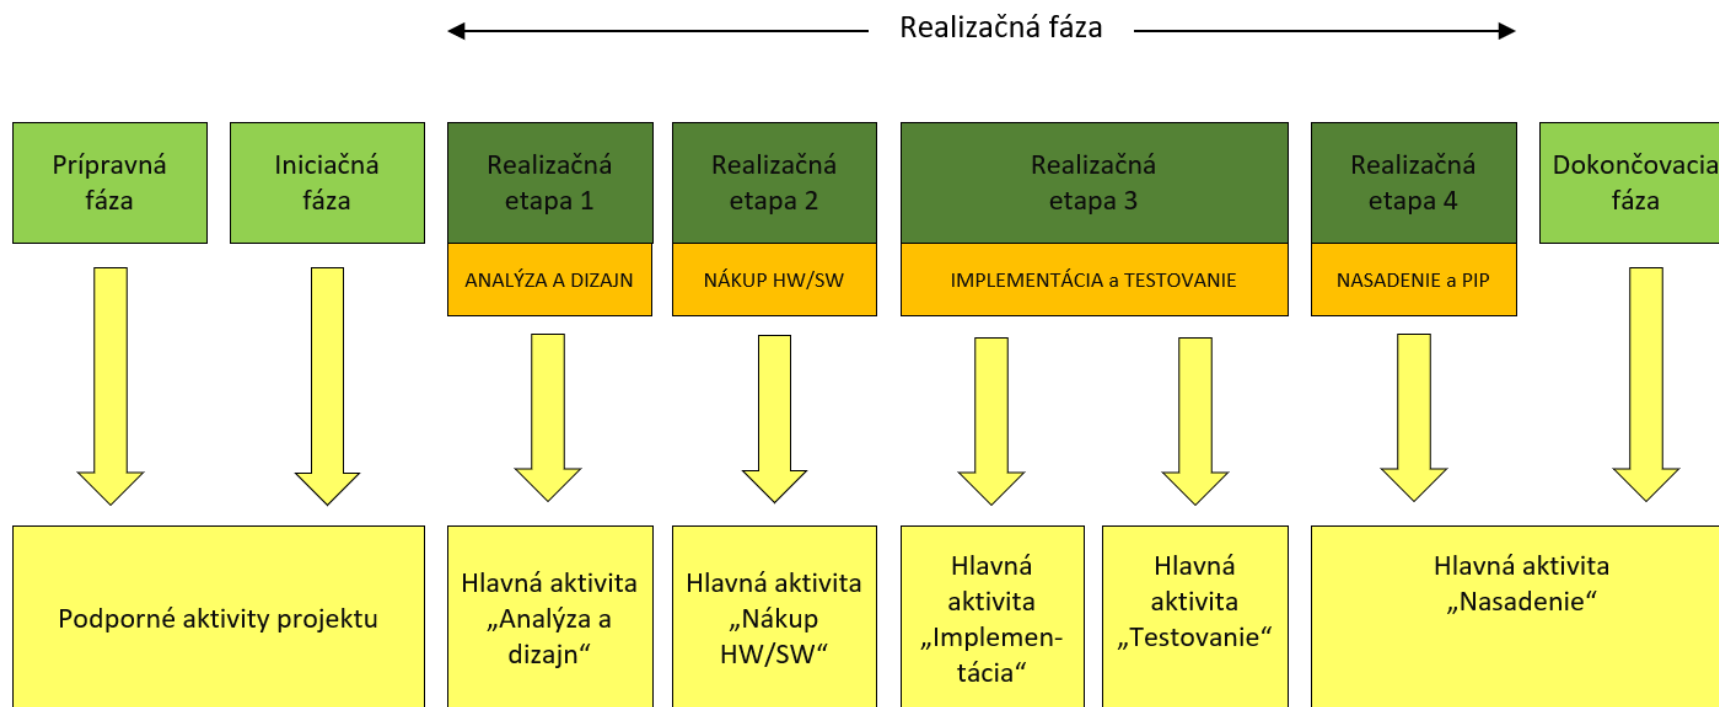 Realizačná fáza
Prípravná
fáza
Iniciačná
fáza
Realizačná
etapa 1
Realizačná
etapa 2
Realizačná
etapa 3
Realizačná
etapa 4
Dokončovacia
fáza
ANALÝZA A DIZAJN
NÁKUP HW/SW
IMPLEMENTÁCIA a TESTOVANIE
NASADENIE a PIP
Podporné aktivity projektu
Hlavná aktivita
„Analýza a
dizajn“
Hlavná aktivita
„Nákup
HW/SW“
Hlavná
aktivita
„Implemen-
tácia“
Hlavná
aktivita
„Testovanie“
Hlavná aktivita
„Nasadenie“